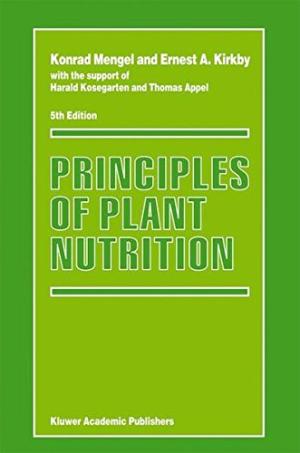 Konrad Mengel and Ernest A. Kirkby
with the support of
Harald Kosegarten and Thomas Appel
5th Edition
PRINCIPLES
OF PLANT
NUTRITION
Kluwer Academic Publishers